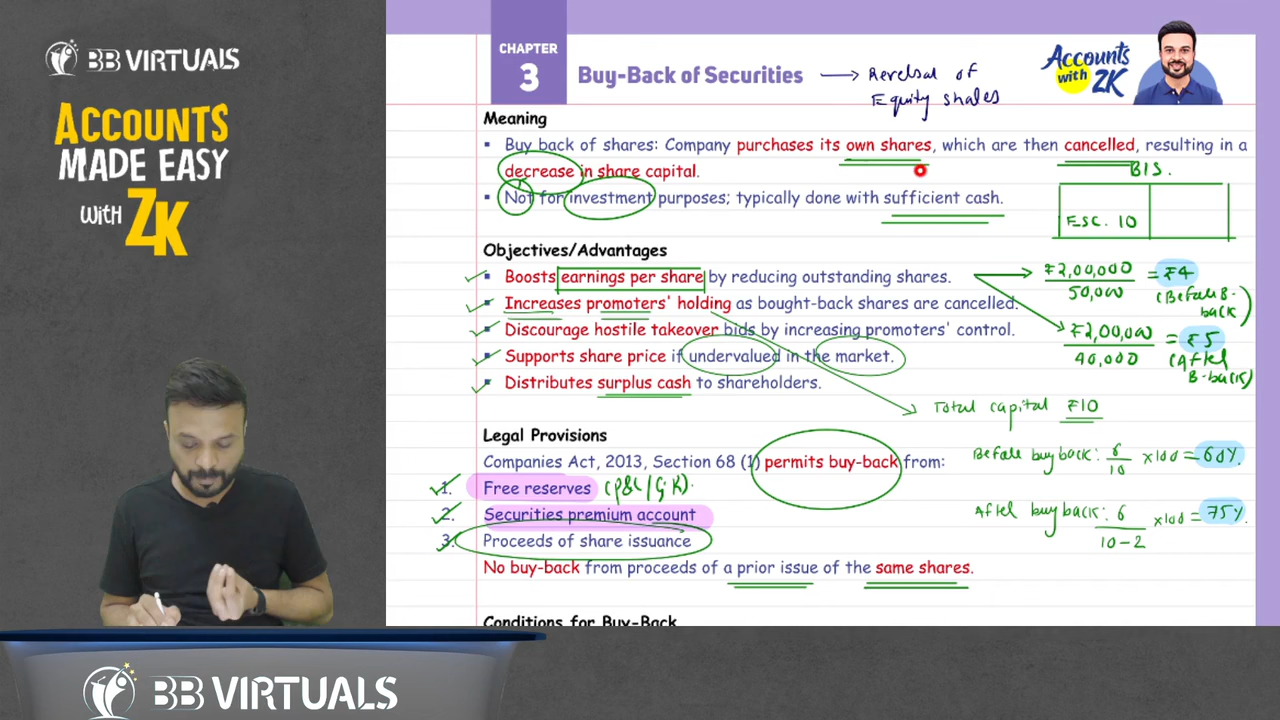 BB VIRTUALS
ACCOUNTS
MADE EASY
with ZK
CHAPTER
3
Buy-Back of Securities
Reversal of
Equity shares
Accounts
with ZK
Meaning
▪ Buy back of shares: Company purchases its own shares, which are then cancelled, resulting in a
decrease in share capital.
▪ Not for investment purposes; typically done with sufficient cash.
B/S.
ESC. 10
Objectives/Advantages
▪ Boosts earnings per share by reducing outstanding shares.
▪ Increases promoters' holding as bought-back shares are cancelled.
▪ Discourage hostile takeover bids by increasing promoters' control.
▪ Supports share price if undervalued in the market.
▪ Distributes surplus cash to shareholders.
₹2,00,000
50,000
= ₹4
(Before B-
back)
₹2,00,000
40,000
= ₹5
(After
B-back)
Total capital ₹10
Before buyback: 6/10 ×100 = 60%
After buyback: 6/10-2 ×100 = 75%
Legal Provisions
Companies Act, 2013, Section 68 (1) permits buy-back from:
1. Free reserves (P&L/G.R).
2. Securities premium account
3. Proceeds of share issuance
No buy-back from proceeds of a prior issue of the same shares.
Conditions for Buy-Back
BB VIRTUALS